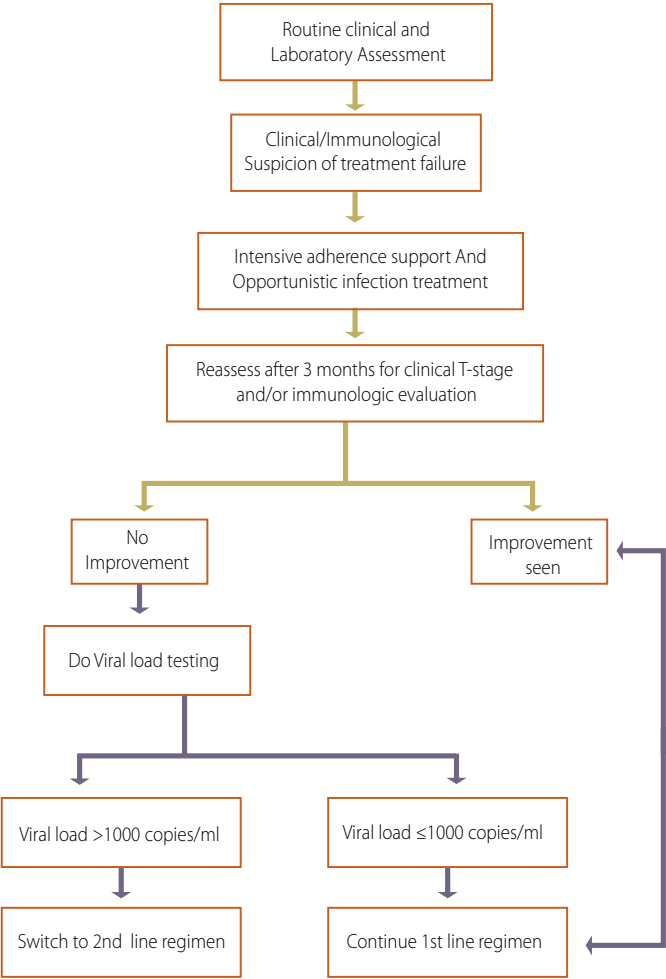 Routine clinical and
Laboratory Assessment
Clinical/Immunological
Suspicion of treatment failure
Intensive adherence support And
Opportunistic infection treatment
Reassess after 3 months for clinical T-stage
and/or immunologic evaluation
No
Improvement
Improvement
seen
Do Viral load testing
Viral load >1000 copies/ml
Viral load ≤1000 copies/ml
Switch to 2nd line regimen
Continue 1st line regimen